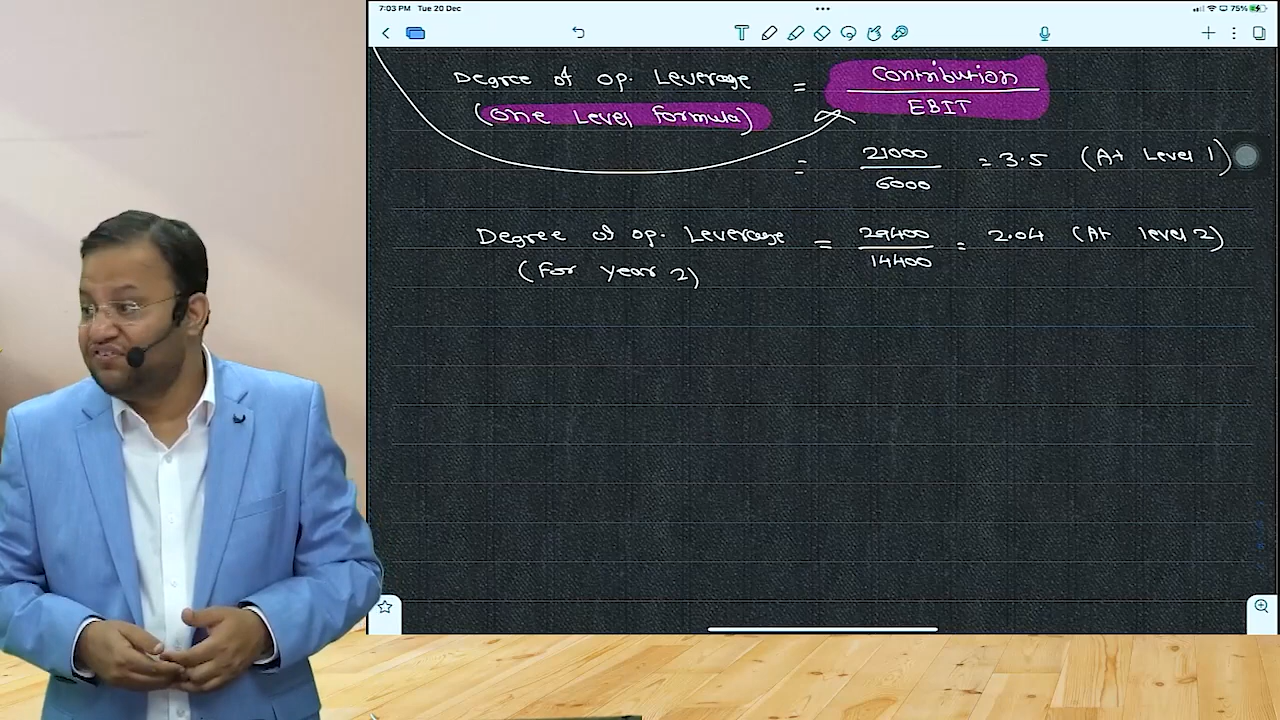 7:03 PM Tue 20 Dec
75%
Degree of op. Leverage = Contribution / EBIT
(One Level formula)
= 21000 / 6000 = 3.5 (At Level 1)
Degree of op. Leverage = 29400 / 14400 = 2.04 (At level 2)
(For year 2)